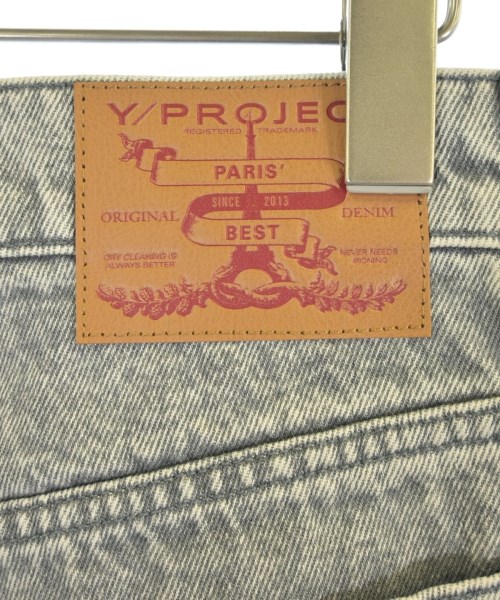 Y/PROJEC
REGISTERED TRADEMARK
PARIS'
SINCE 2013
ORIGINAL DENIM
BEST
DRY CLEANING IS
ALWAYS BETTER
NEVER NEEDS
IRONING